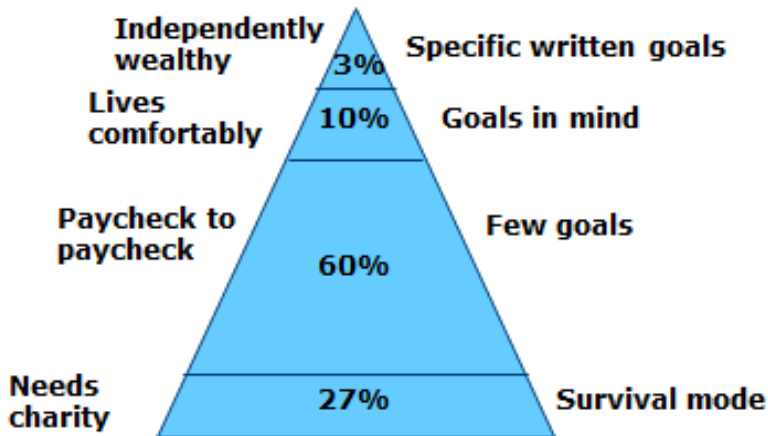 Independently
wealthy
3%
Specific written goals
Lives
comfortably
10%
Goals in mind
Paycheck to
paycheck
60%
Few goals
Needs
charity
27%
Survival mode